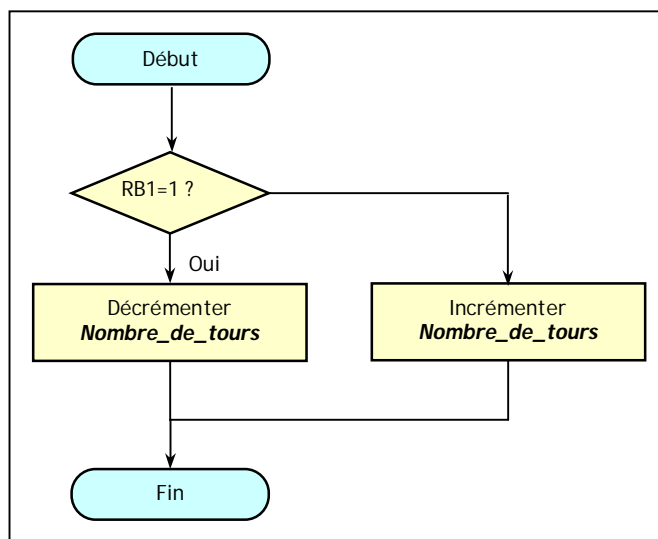 Début
RB1=1 ?
Oui
Décrémenter
Nombre_de_tours
Incrémenter
Nombre_de_tours
Fin